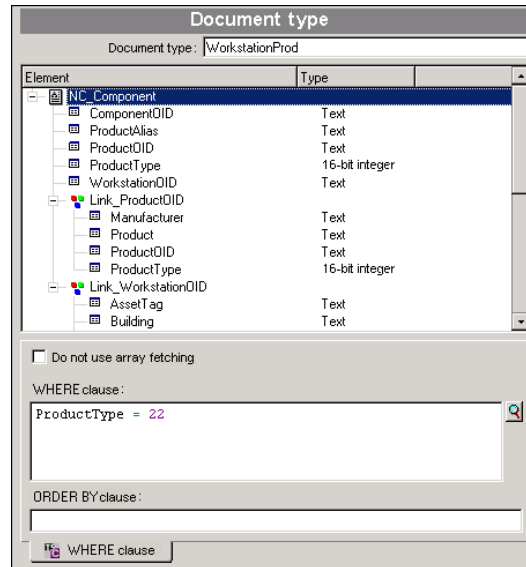 Document type
Document type: WorkstationProd
Element Type
NC_Component
ComponentOID Text
ProductAlias Text
ProductOID Text
ProductType 16-bit integer
WorkstationOID Text
Link_ProductOID
Manufacturer Text
Product Text
ProductOID Text
ProductType 16-bit integer
Link_WorkstationOID
AssetTag Text
Building Text
Do not use array fetching
WHERE clause:
ProductType = 22
ORDER BY clause:
WHERE clause